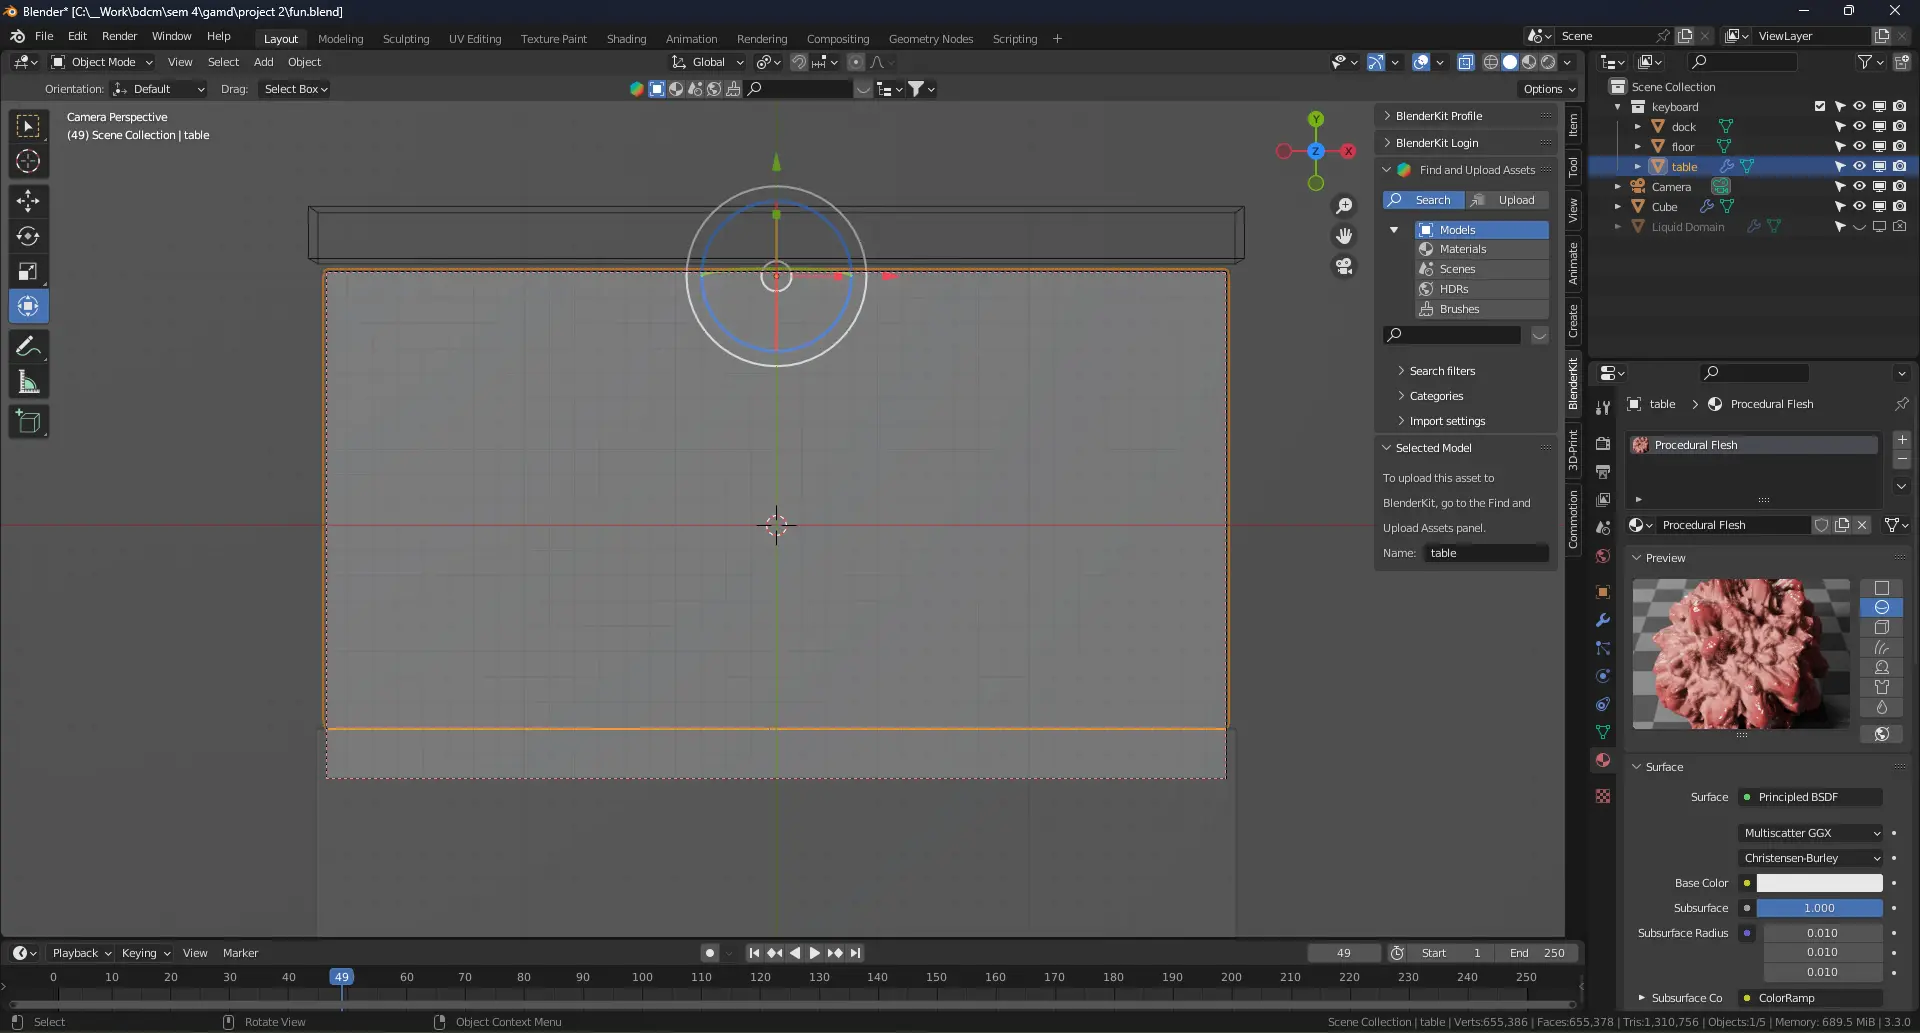 Blender* [C:\__Work\bdcm\sem 4\gamd\project 2\fun.blend]
File Edit Render Window Help Layout Modeling Sculpting UV Editing Texture Paint Shading Animation Rendering Compositing Geometry Nodes Scripting + Scene ViewLayer
Object Mode View Select Add Object Global
Orientation: Default Drag: Select Box Options
Camera Perspective
(49) Scene Collection | table
Y
X
Z
BlenderKit Profile
BlenderKit Login
Find and Upload Assets
Search Upload
Models
Materials
Scenes
HDRs
Brushes
Search filters
Categories
Import settings
Selected Model
To upload this asset to
BlenderKit, go to the Find and
Upload Assets panel.
Name: table
Item
Tool
View
Animate
Create
BlenderKit
3D-Print
Commotion
Scene Collection
keyboard
dock
floor
table
Camera
Cube
Liquid Domain
table > Procedural Flesh
Procedural Flesh
Procedural Flesh
Preview
Surface
Surface Principled BSDF
Multiscatter GGX
Christensen-Burley
Base Color
Subsurface 1.000
Subsurface Radius 0.010
0.010
0.010
Subsurface Co ColorRamp
Playback Keying View Marker 49 Start 1 End 250
0 10 20 30 40 49 60 70 80 90 100 110 120 130 140 150 160 170 180 190 200 210 220 230 240 250
Select Rotate View Object Context Menu Scene Collection | table | Verts:655,386 | Faces:655,378 | Tris:1,310,756 | Objects:1/5 | Memory: 689.5 MiB | 3.3.0